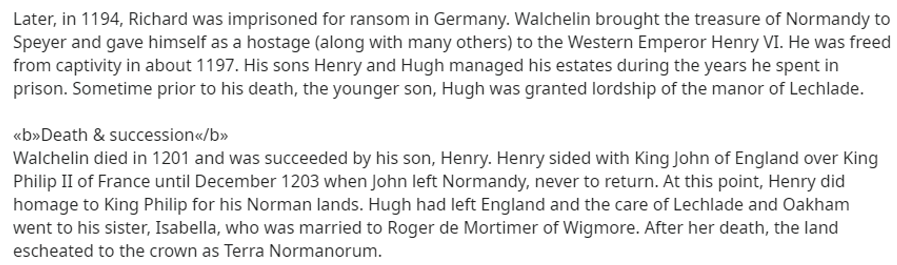 Later, in 1194, Richard was imprisoned for ransom in Germany. Walchelin brought the treasure of Normandy to
Speyer and gave himself as a hostage (along with many others) to the Western Emperor Henry VI. He was freed
from captivity in about 1197. His sons Henry and Hugh managed his estates during the years he spent in
prison. Sometime prior to his death, the younger son, Hugh was granted lordship of the manor of Lechlade.

«b»Death & succession«/b»
Walchelin died in 1201 and was succeeded by his son, Henry. Henry sided with King John of England over King
Philip II of France until December 1203 when John left Normandy, never to return. At this point, Henry did
homage to King Philip for his Norman lands. Hugh had left England and the care of Lechlade and Oakham
went to his sister, Isabella, who was married to Roger de Mortimer of Wigmore. After her death, the land
escheated to the crown as Terra Normanorum.